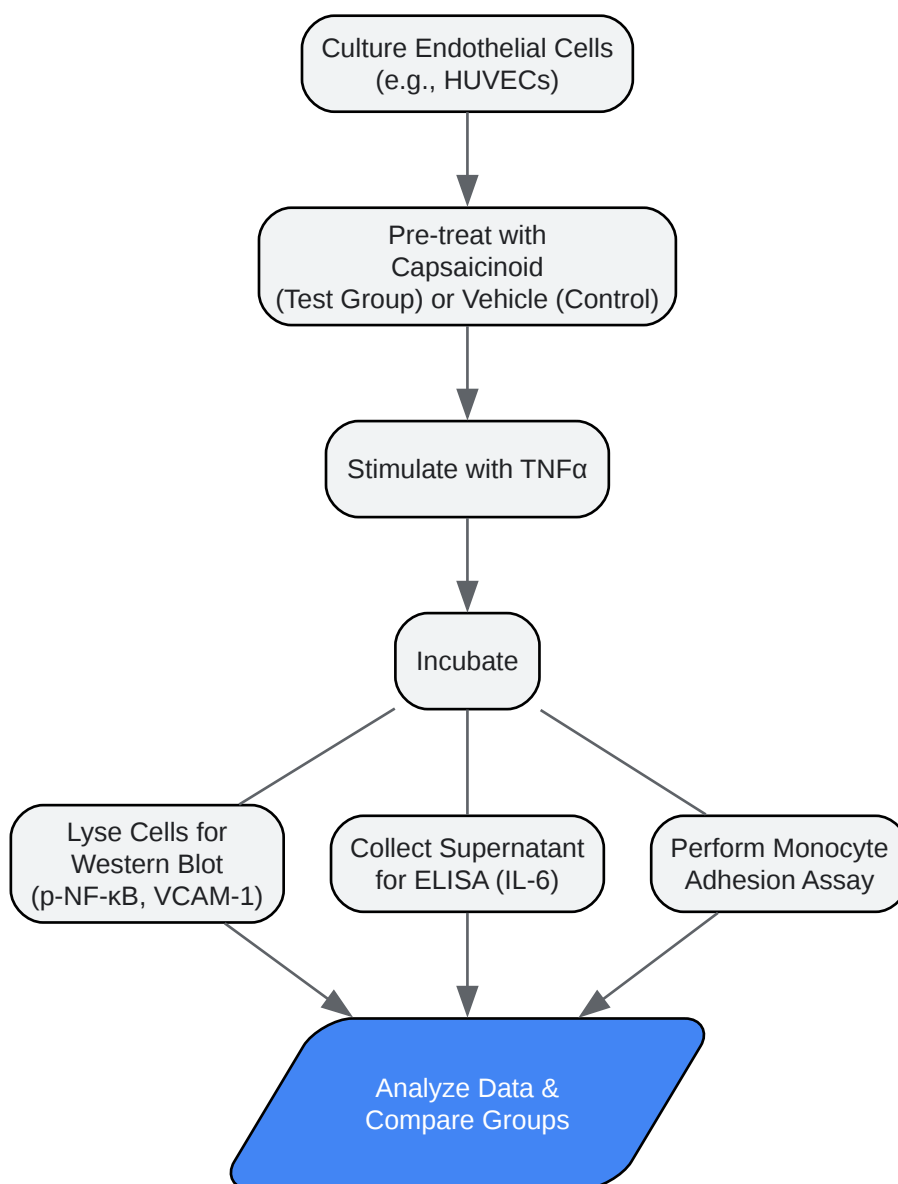 Culture Endothelial Cells
(e.g., HUVECs)
Pre-treat with
Capsaicinoid
(Test Group) or Vehicle (Control)
Stimulate with TNFα
Incubate
Lyse Cells for
Western Blot
(p-NF-κB, VCAM-1)
Collect Supernatant
for ELISA (IL-6)
Perform Monocyte
Adhesion Assay
Analyze Data &
Compare Groups